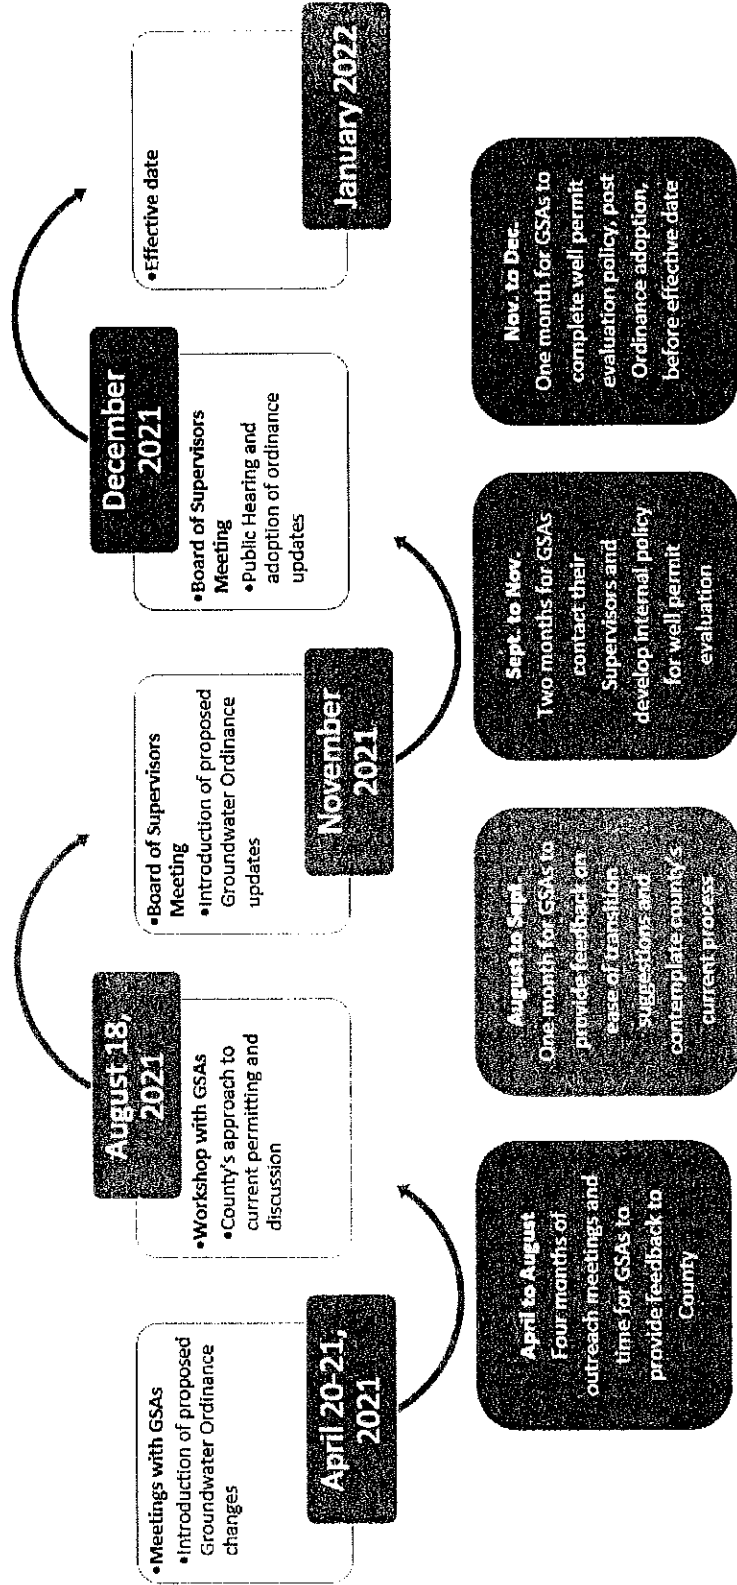 •Meetings with GSAs
•Introduction of proposed
Groundwater Ordinance
changes
April 20-21,
2021
August 18,
2021
•Workshop with GSAs
•County's approach to
current permitting and
discussion
•Board of Supervisors
Meeting
•Introduction of proposed
Groundwater Ordinance
updates
November
2021
December
2021
•Board of Supervisors
Meeting
•Public Hearing and
adoption of ordinance
updates
•Effective date
January 2022
April to August
Four months of
outreach meetings and
time for GSAs to
provide feedback to
County
August to Sept.
One month for GSAs to
provide feedback on
ease of transition
suggestions and
contemplate county's
current process
Sept. to Nov.
Two months for GSAs
contact their
Supervisors and
develop internal policy
for well permit
evaluation
Nov. to Dec.
One month for GSAs to
complete well permit
evaluation policy, post
Ordinance adoption,
before effective date